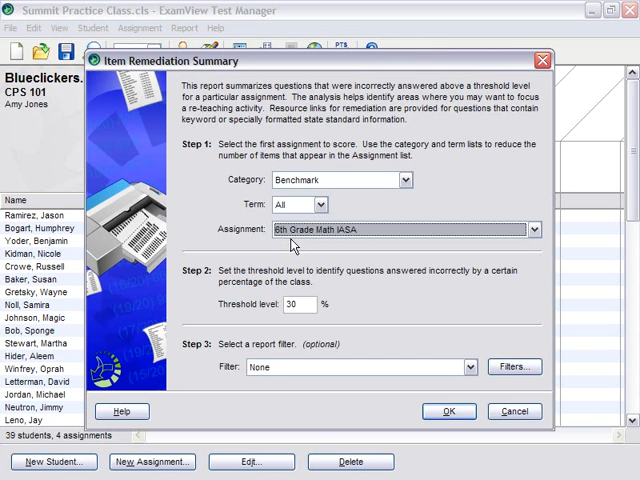 Summit Practice Class.cls - ExamView Test Manager
File Edit View Student Assignment Report Help
Blueclickers.
CPS 101
Amy Jones
Name
Ramirez, Jason
Bogart, Humphrey
Yoder, Benjamin
Kidman, Nicole
Crowe, Russell
Baker, Susan
Gretsky, Wayne
Noll, Samira
Johnson, Magic
Bob, Sponge
Stewart, Martha
Hider, Aleem
Winfrey, Oprah
Letterman, David
Jordan, Michael
Neutron, Jimmy
Leno, Jay
39 students, 4 assignments
New Student... New Assignment... Edit... Delete
Item Remediation Summary
This report summarizes questions that were incorrectly answered above a threshold level
for a particular assignment. The analysis helps identify areas where you may want to focus
a re-teaching activity. Resource links for remediation are provided for questions that contain
keyword or specially formatted state standard information.
Step 1: Select the first assignment to score. Use the category and term lists to reduce the
number of items that appear in the Assignment list.
Category: Benchmark
Term: All
Assignment: 6th Grade Math IASA
Step 2: Set the threshold level to identify questions answered incorrectly by a certain
percentage of the class.
Threshold level: 30 %
Step 3: Select a report filter. (optional)
Filter: None Filters...
Help OK Cancel